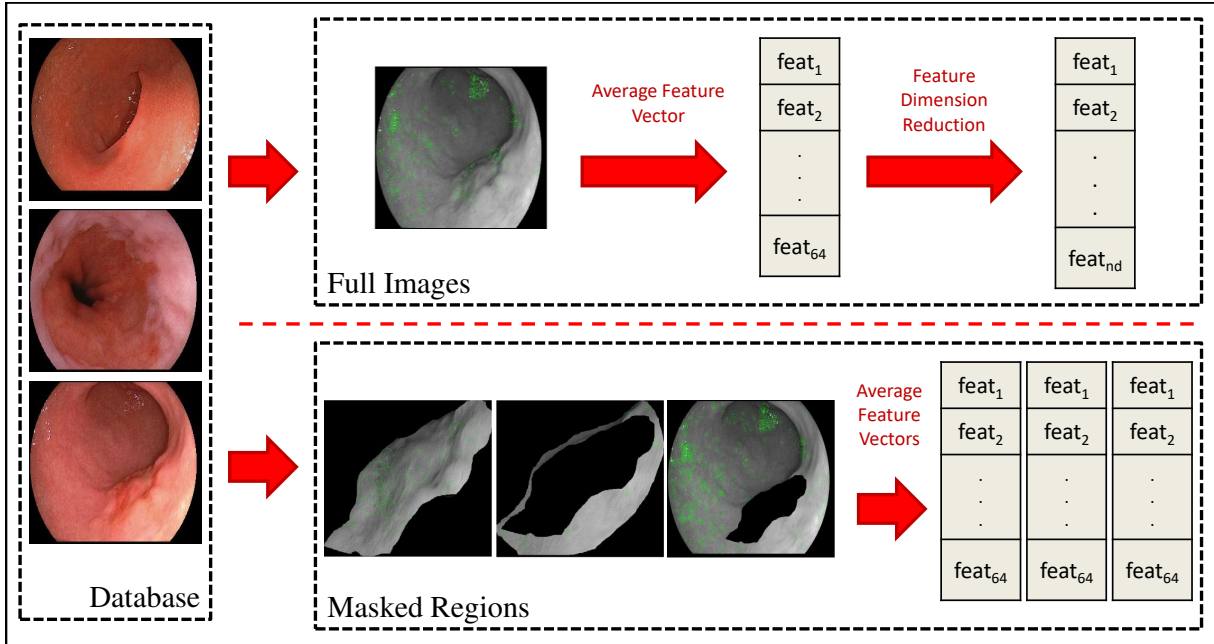 Database
Average Feature
Vector
feat1
feat2
.
.
.
feat64
Feature
Dimension
Reduction
feat1
feat2
.
.
.
featnd
Full Images
Average
Feature
Vectors
feat1 feat1 feat1
feat2 feat2 feat2
. . .
. . .
. . .
feat64 feat64 feat64
Masked Regions